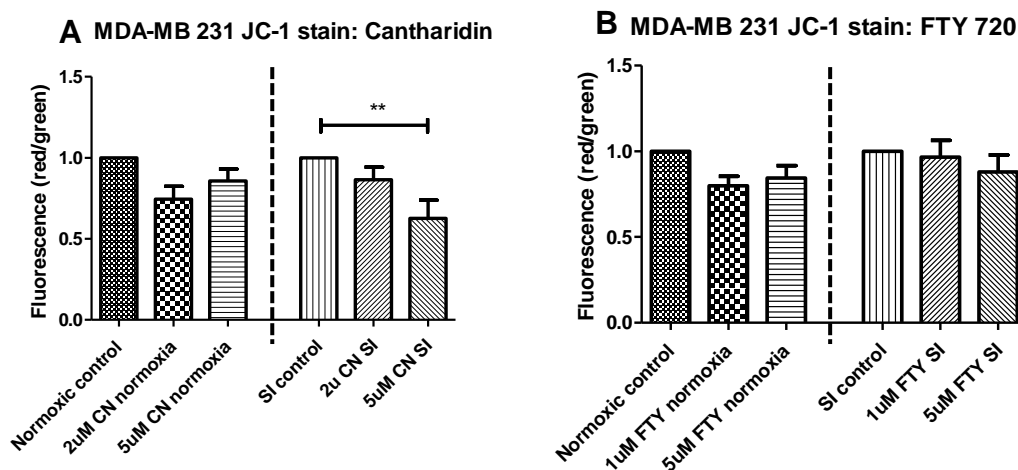 A MDA-MB 231 JC-1 stain: Cantharidin
Fluorescence (red/green)
1.5
1.0
0.5
0.0
**
Normoxic control
2uM CN normoxia
5uM CN normoxia
SI control
2u CN SI
5uM CN SI
B MDA-MB 231 JC-1 stain: FTY 720
Fluorescence (red/green)
1.5
1.0
0.5
0.0
Normoxic control
1uM FTY normoxia
5uM FTY normoxia
SI control
1uM FTY SI
5uM FTY SI